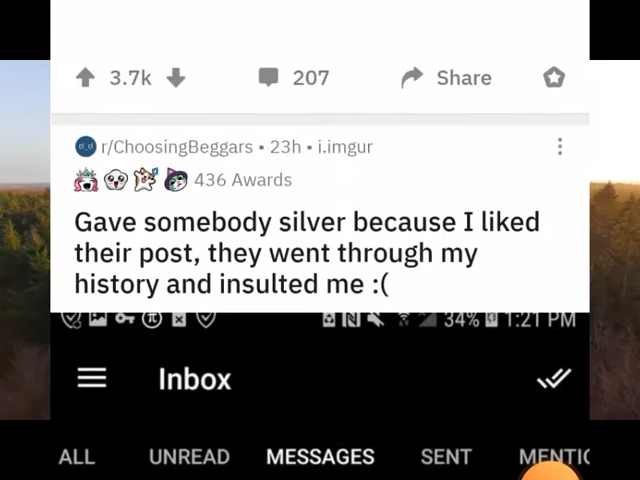 3.7k 207 Share
r/ChoosingBeggars • 23h • i.imgur
436 Awards
Gave somebody silver because I liked
their post, they went through my
history and insulted me :(
34% 1:21 PM
Inbox
ALL UNREAD MESSAGES SENT MENTIO